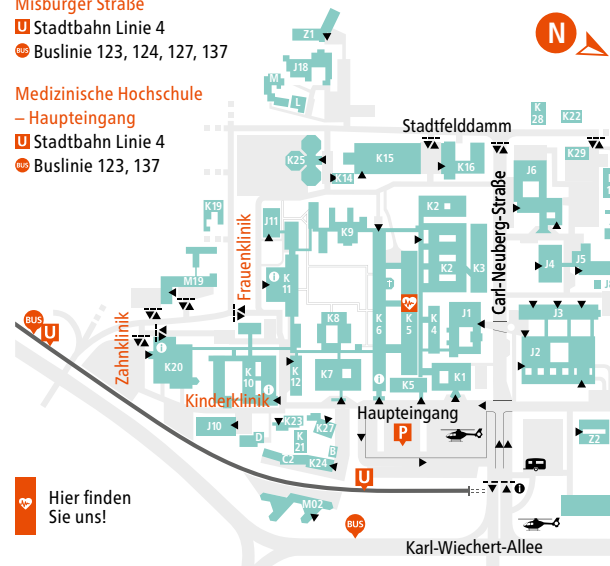 Misburger Straße
U Stadtbahn Linie 4
BUS Buslinie 123, 124, 127, 137
Medizinische Hochschule
– Haupteingang
U Stadtbahn Linie 4
BUS Buslinie 123, 137
N
Z1
J18
M
L
Stadtfelddamm
K
28
K22
K25
K14
K15
K16
K29
J6
K19
J11
K9
K2
K2
K3
Carl-Neuberg-Straße
J4
J5
Frauenklinik
M19
i
K
11
K
6
K
5
K
4
J1
J3
J2
BUS
U
Zahnklinik
i
K20
K8
K
10
i
K
12
K7
i
K5
K1
Kinderklinik
Haupteingang
J10
D
K23
K
21
K27
B
C2
K24
P
Z2
U
i
M02
BUS
Hier finden
Sie uns!
Karl-Wiechert-Allee